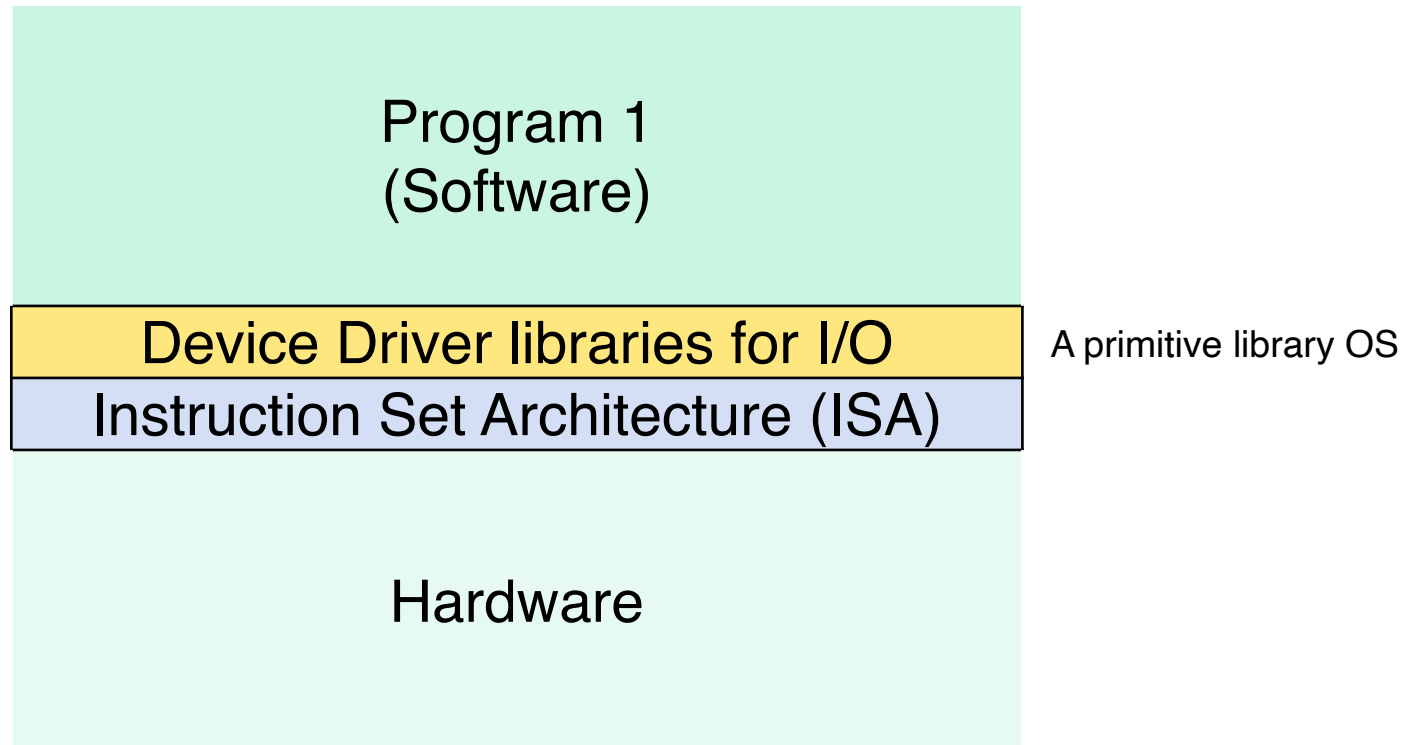 Program 1
(Software)
Device Driver libraries for I/O
A primitive library OS
Instruction Set Architecture (ISA)
Hardware